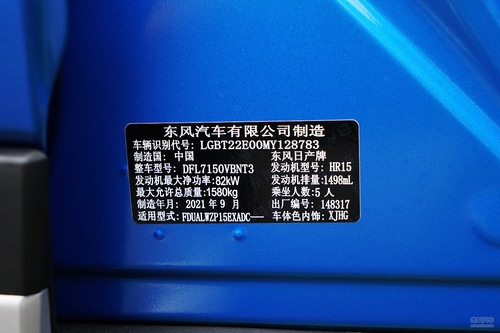 东风汽车有限公司制造
车辆识别代号: LGBT22E00MY128783
制造国: 中国 东风日产牌
整车型号: DFL7150VBNT3 发动机型号: HR15
发动机最大净功率: 82kW 发动机排量: 1498mL
最大允许总质量: 1580kg 乘坐人数: 5人
制造年月: 2021年9月 出厂编号: 148317
适用型式: FDUALWZP15EXADC—— 车体色内饰: XJHG